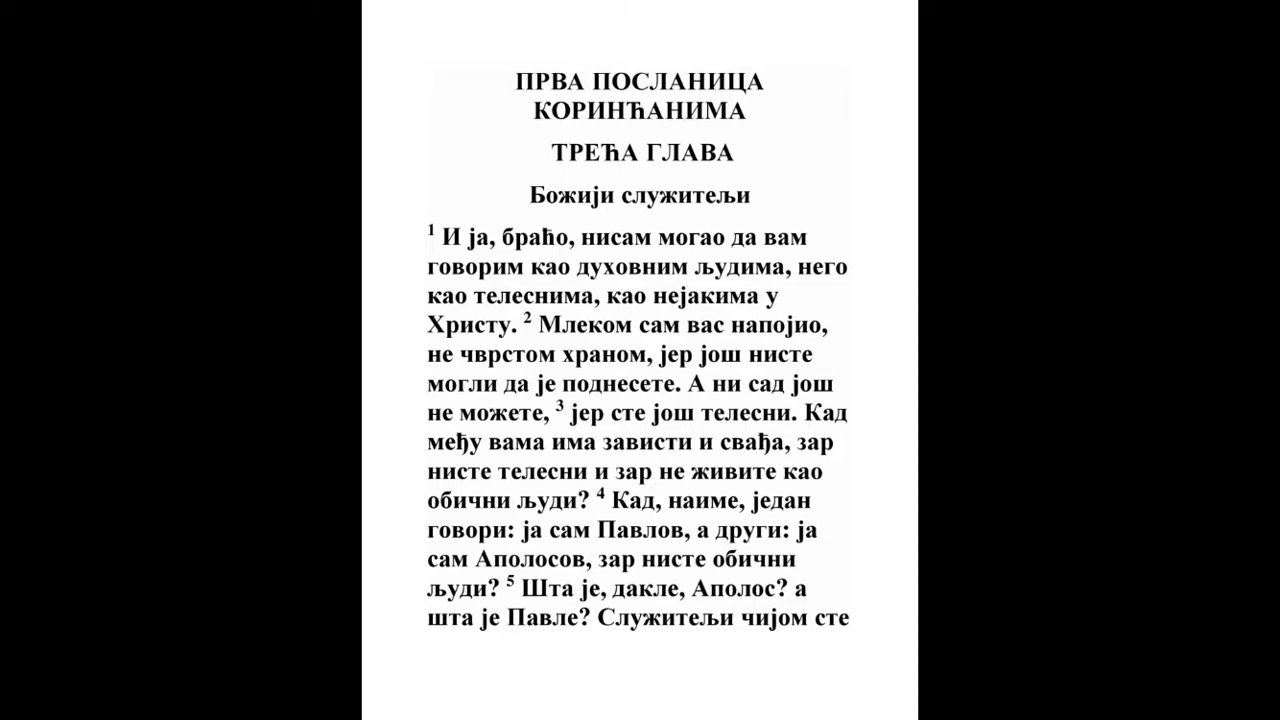 ПРВА ПОСЛАНИЦА
КОРИНЋАНИМА
ТРЕЋА ГЛАВА
Божији служитељи
1 И ја, браћо, нисам могао да вам
говорим као духовним људима, него
као телеснима, као нејакима у
Христу. 2 Млеком сам вас напојио,
не чврстом храном, јер још нисте
могли да је поднесете. А ни сад још
не можете, 3 јер сте још телесни. Кад
међу вама има зависти и свађа, зар
нисте телесни и зар не живите као
обични људи? 4 Кад, наиме, један
говори: ја сам Павлов, а други: ја
сам Аполосов, зар нисте обични
људи? 5 Шта је, дакле, Аполос? а
шта је Павле? Служитељи чијом сте